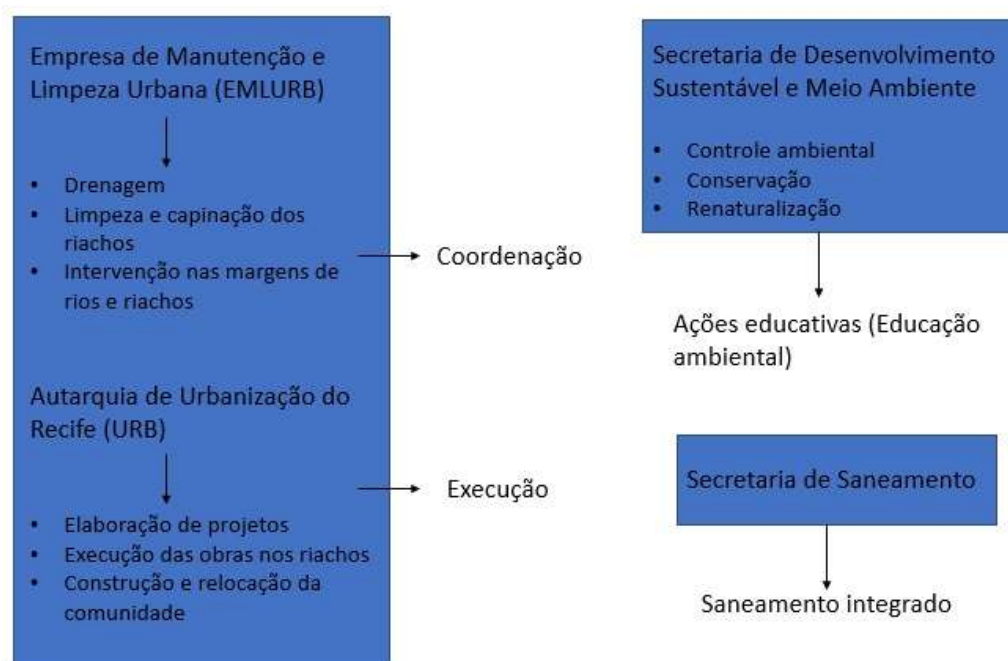 Empresa de Manutenção e
Limpeza Urbana (EMLURB)
• Drenagem
• Limpeza e capinação dos
riachos
• Intervenção nas margens de
rios e riachos
Coordenação
Autarquia de Urbanização do
Recife (URB)
• Elaboração de projetos
• Execução das obras nos riachos
• Construção e relocação da
comunidade
Execução
Secretaria de Desenvolvimento
Sustentável e Meio Ambiente
• Controle ambiental
• Conservação
• Renaturalização
Ações educativas (Educação
ambiental)
Secretaria de Saneamento
Saneamento integrado